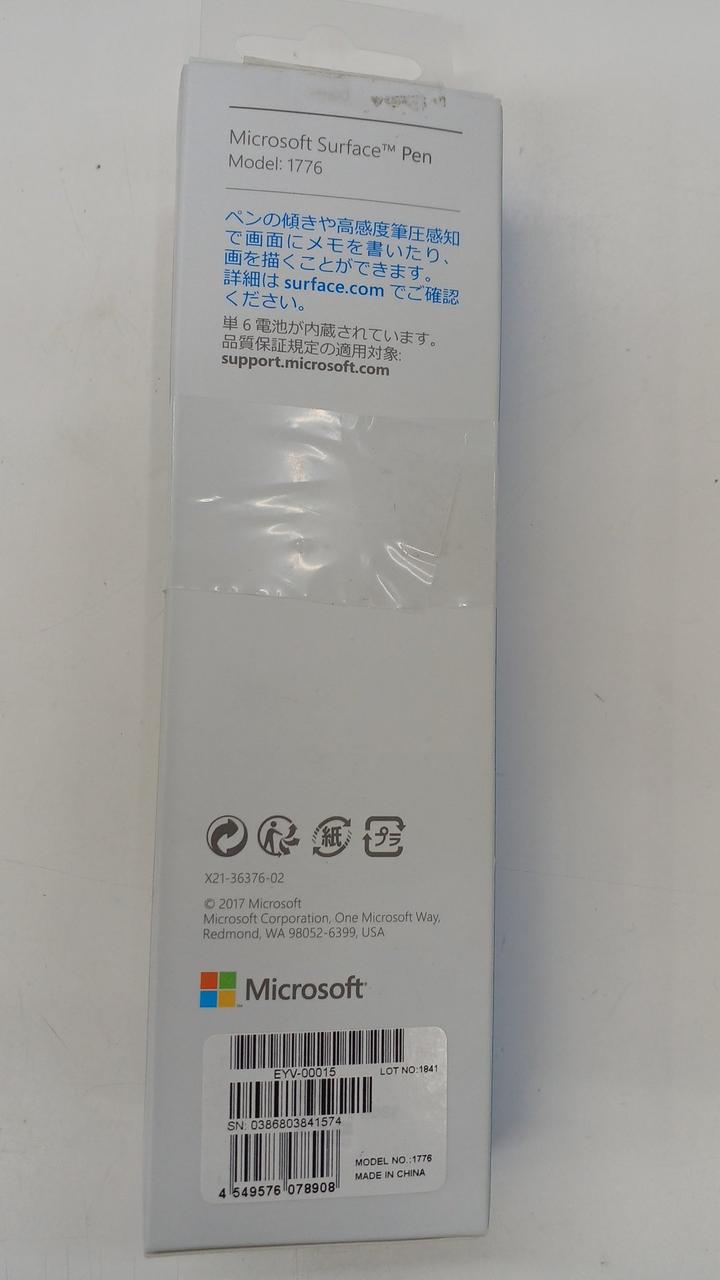 Microsoft Surface™ Pen
Model: 1776
ペンの傾きや高感度筆圧感知
で画面にメモを書いたり、
画を描くことができます。
詳細は surface.com でご確認
ください。
単 6 電池が内蔵されています。
品質保証規定の適用対象:
support.microsoft.com
紙
プラ
X21-36376-02
© 2017 Microsoft
Microsoft Corporation, One Microsoft Way,
Redmond, WA 98052-6399, USA
Microsoft
EYV-00015 LOT NO:1841
SN: 0386803841574
MODEL NO.:1776
MADE IN CHINA
4 549576 078908